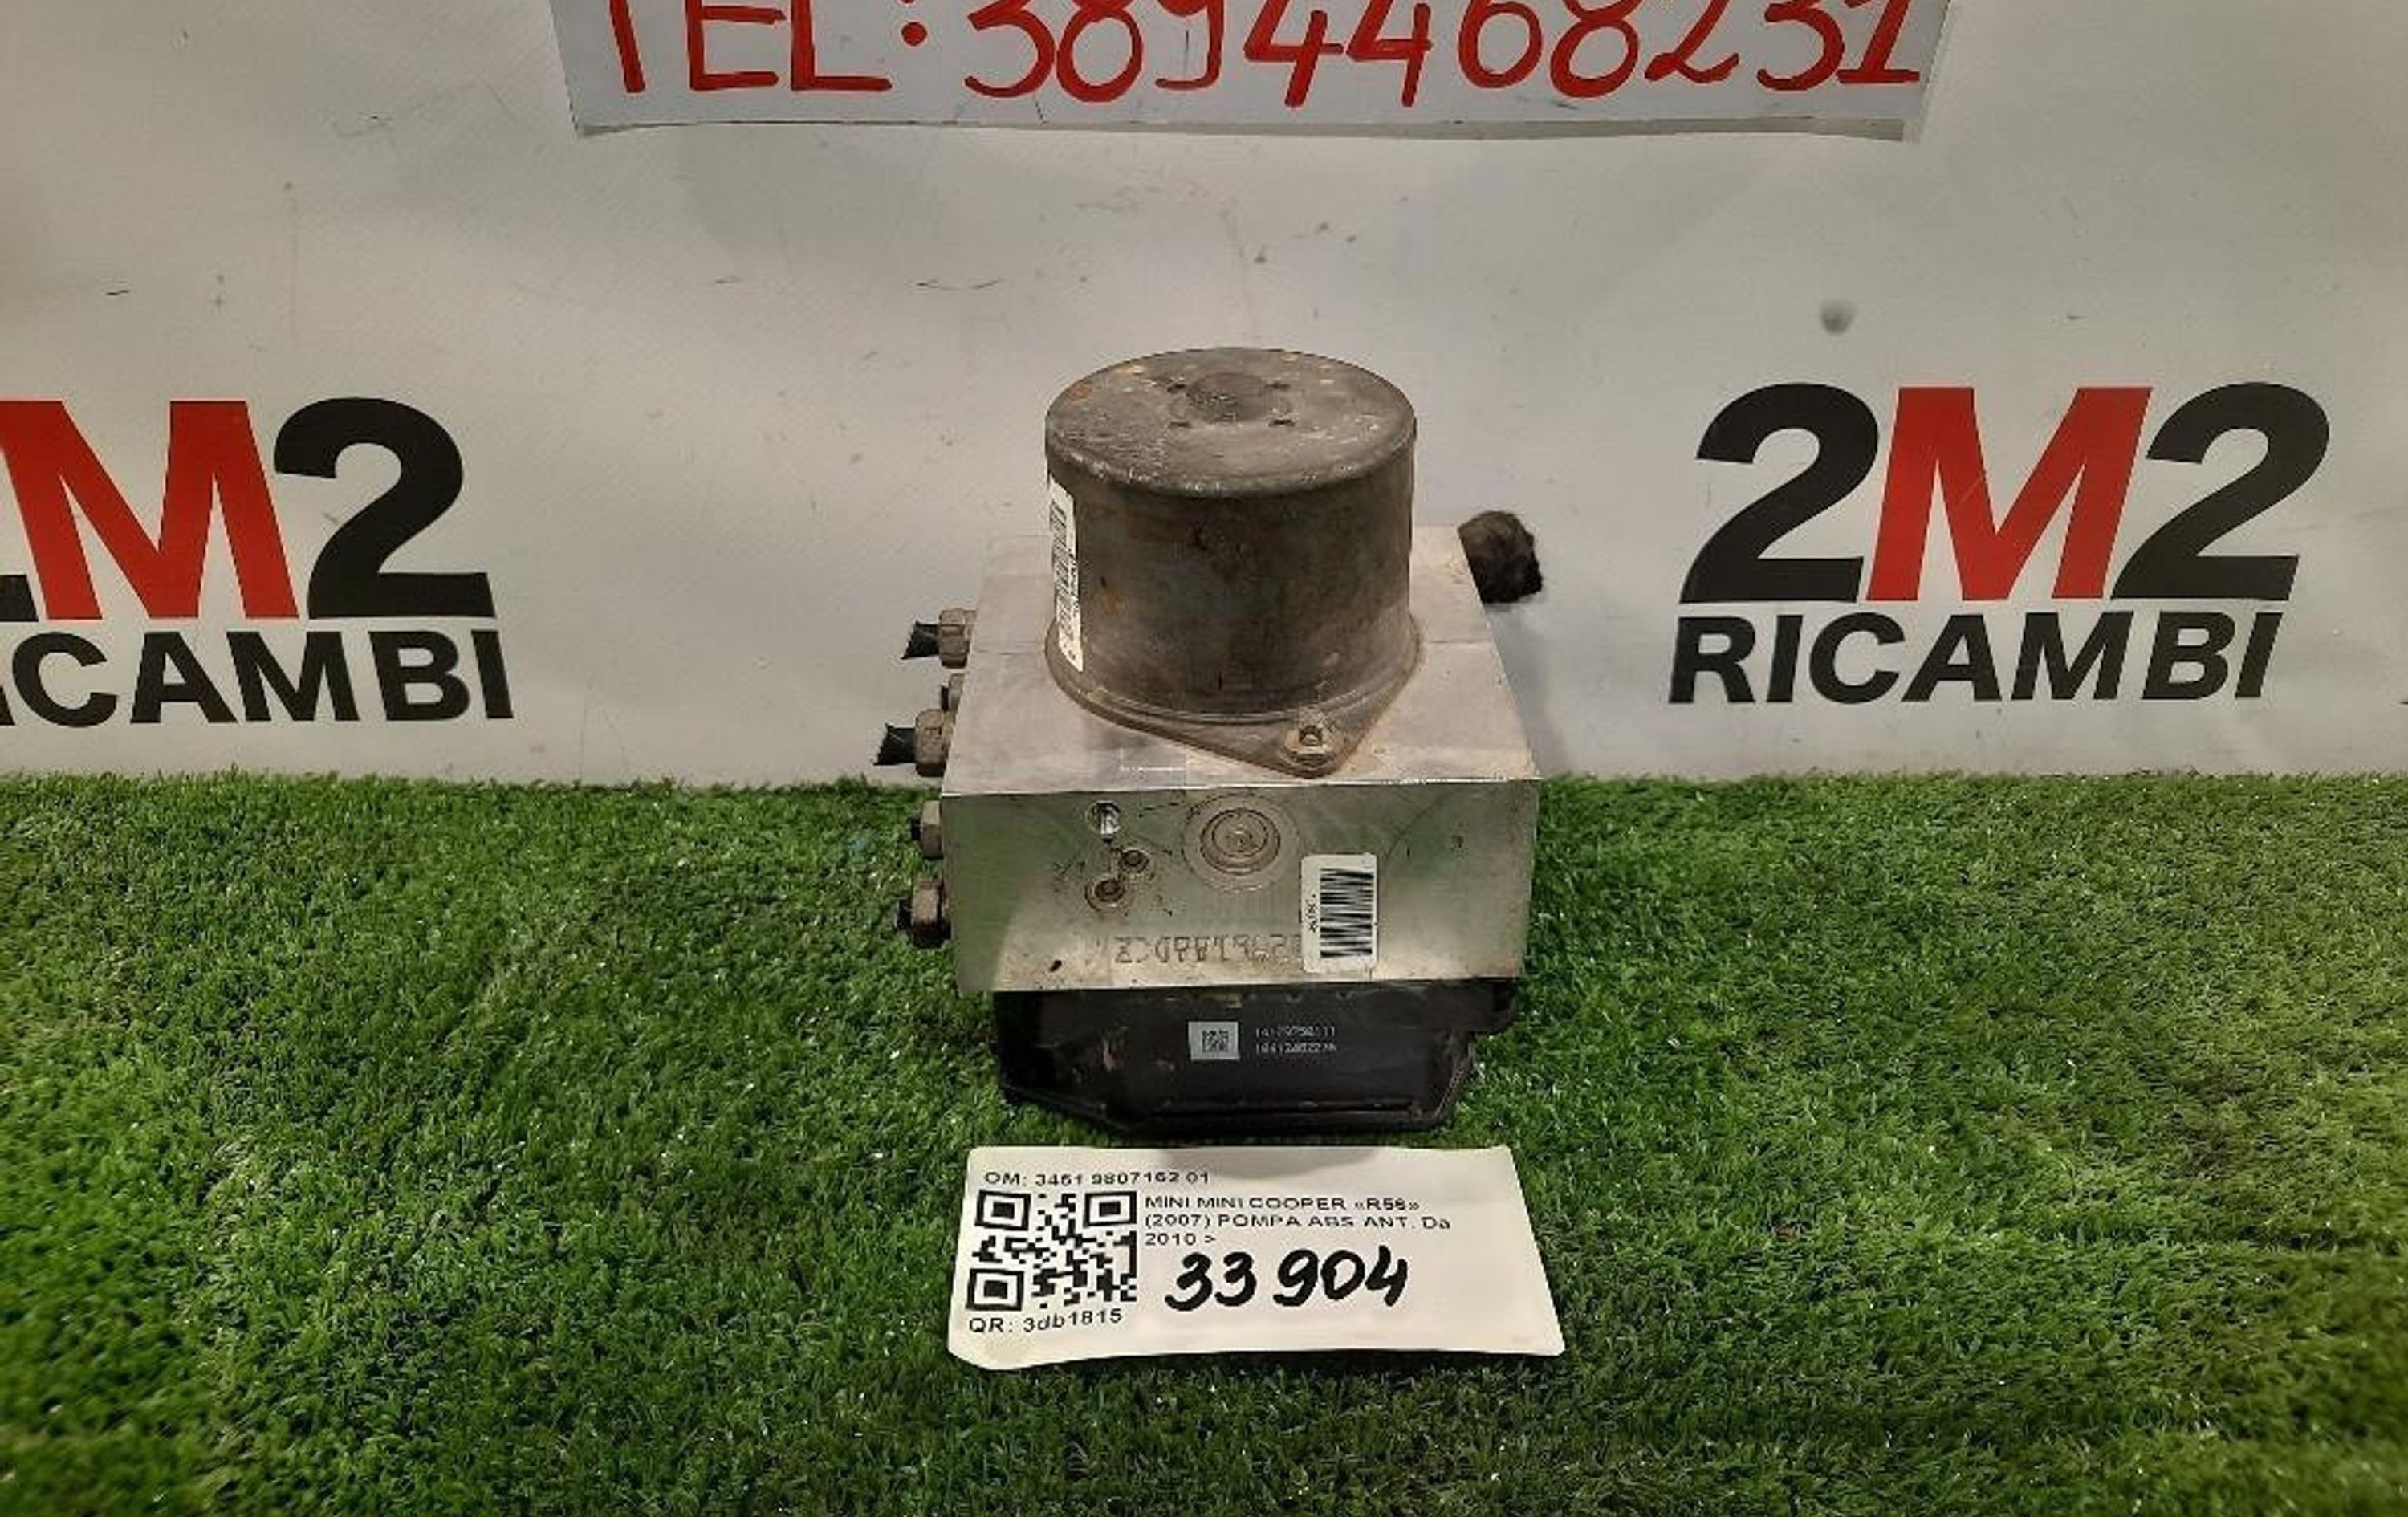 TEL: 3894468231
M2
RICAMBI
2M2
RICAMBI
OM: 3451 9807162 01
MINI MINI COOPER «R56»
(2007) POMPA ABS ANT. Da
2010 >
33904
QR: 3db1815